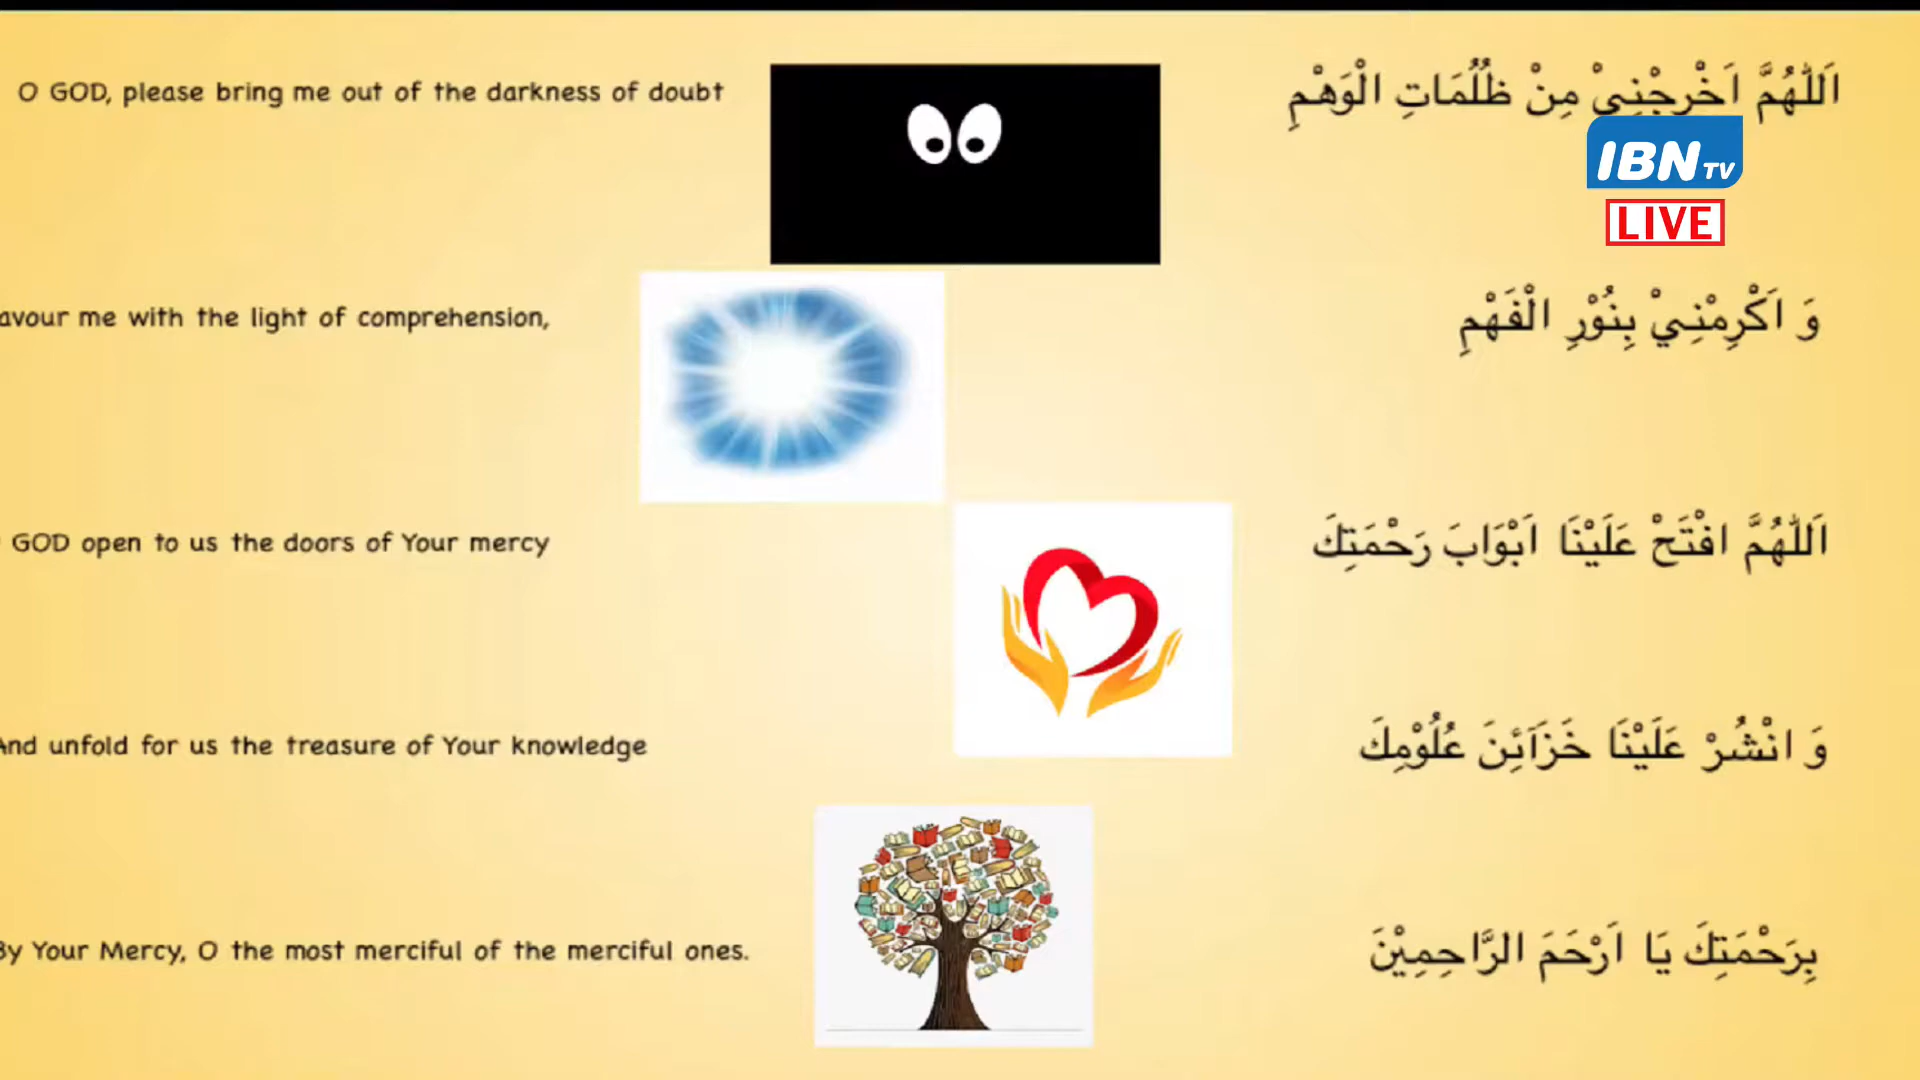 O GOD, please bring me out of the darkness of doubt
اَللّٰهُمَّ اَخْرِجْنِيْ مِنْ ظُلُمَاتِ الْوَهْمِ
IBN TV
LIVE
avour me with the light of comprehension,
وَ اَكْرِمْنِيْ بِنُوْرِ الْفَهْمِ
GOD open to us the doors of Your mercy
اَللّٰهُمَّ افْتَحْ عَلَيْنَا اَبْوَابَ رَحْمَتِكَ
And unfold for us the treasure of Your knowledge
وَ انْشُرْ عَلَيْنَا خَزَآئِنَ عُلُوْمِكَ
By Your Mercy, O the most merciful of the merciful ones.
بِرَحْمَتِكَ يَا اَرْحَمَ الرَّاحِمِيْنَ